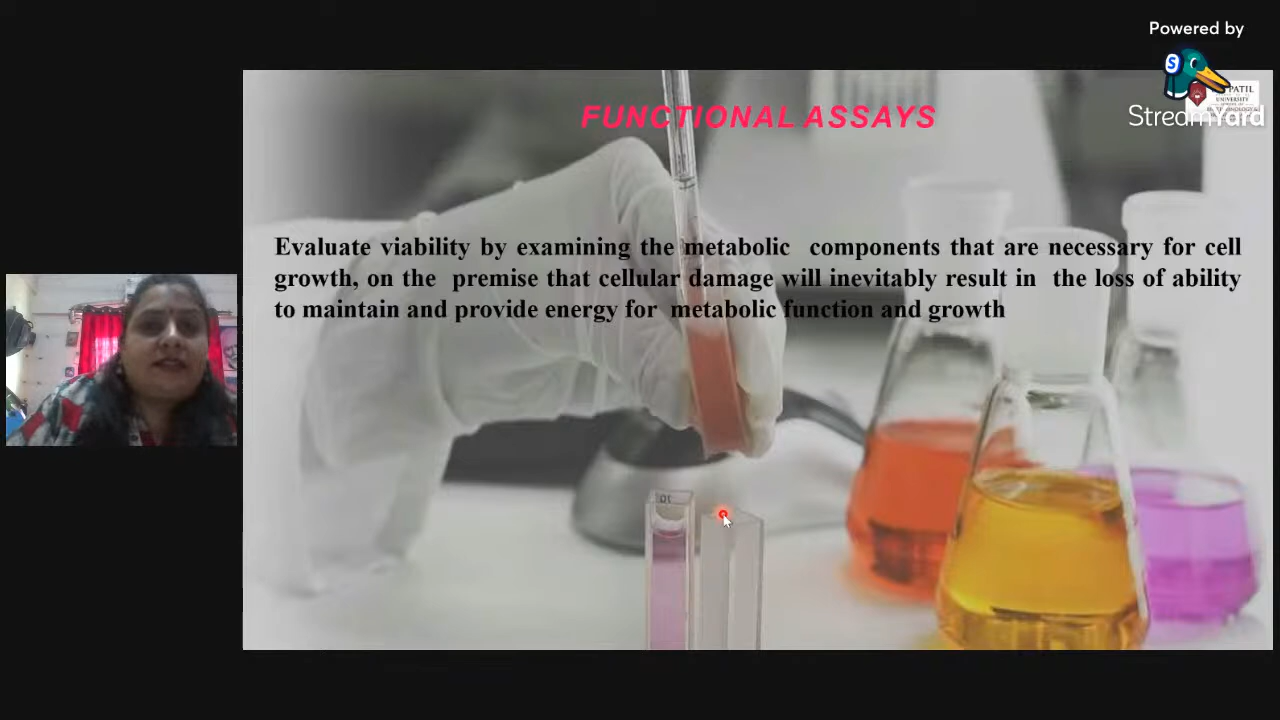 Powered by
StreamYard
PATIL
UNIVERSITY
FUNCTIONAL ASSAYS
Evaluate viability by examining the metabolic components that are necessary for cell
growth, on the premise that cellular damage will inevitably result in the loss of ability
to maintain and provide energy for metabolic function and growth